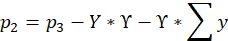 p₂ = p₃ − Y * ϒ − ϒ * ∑ y